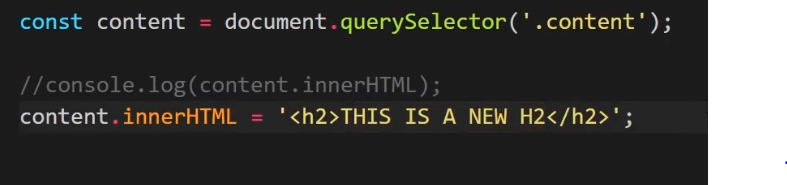 const content = document.querySelector('.content');
//console.log(content.innerHTML);
content.innerHTML = '<h2>THIS IS A NEW H2</h2>';